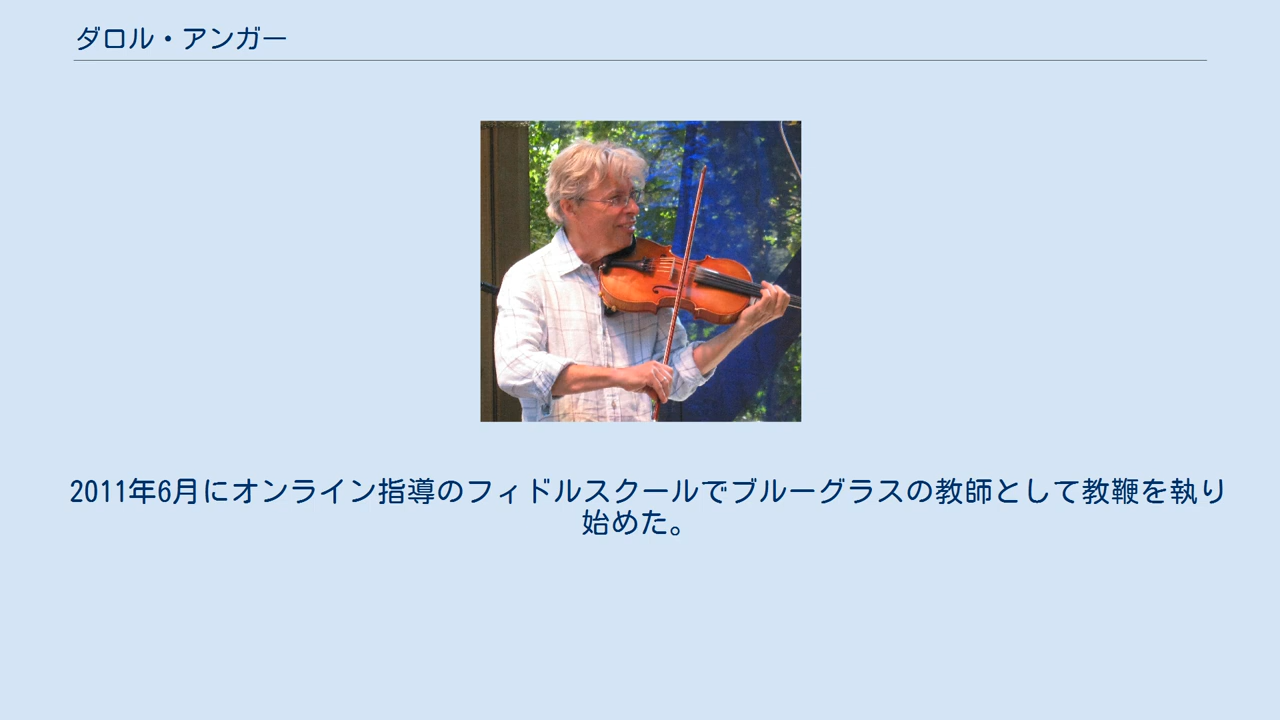 ダロル・アンガー
2011年6月にオンライン指導のフィドルスクールでブルーグラスの教師として教鞭を執り
始めた。